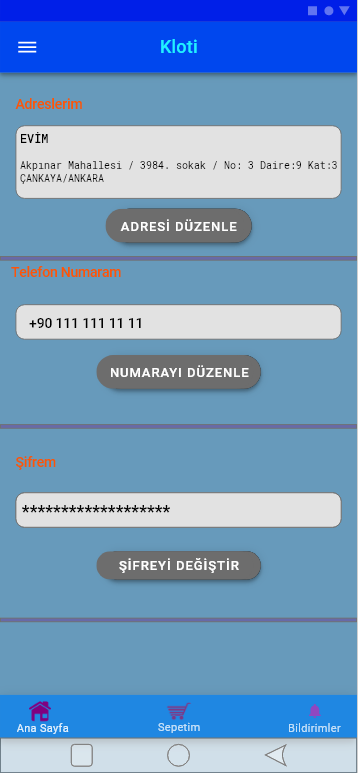 Kloti
Adreslerim
EVİM
Akpınar Mahallesi / 3984. sokak / No: 3 Daire:9 Kat:3
ÇANKAYA/ANKARA
ADRESİ DÜZENLE
Telefon Numaram
+90 111 111 11 11
NUMARAYI DÜZENLE
Şifrem
*******************
ŞİFREYİ DEĞİŞTİR
Ana Sayfa
Sepetim
Bildirimler